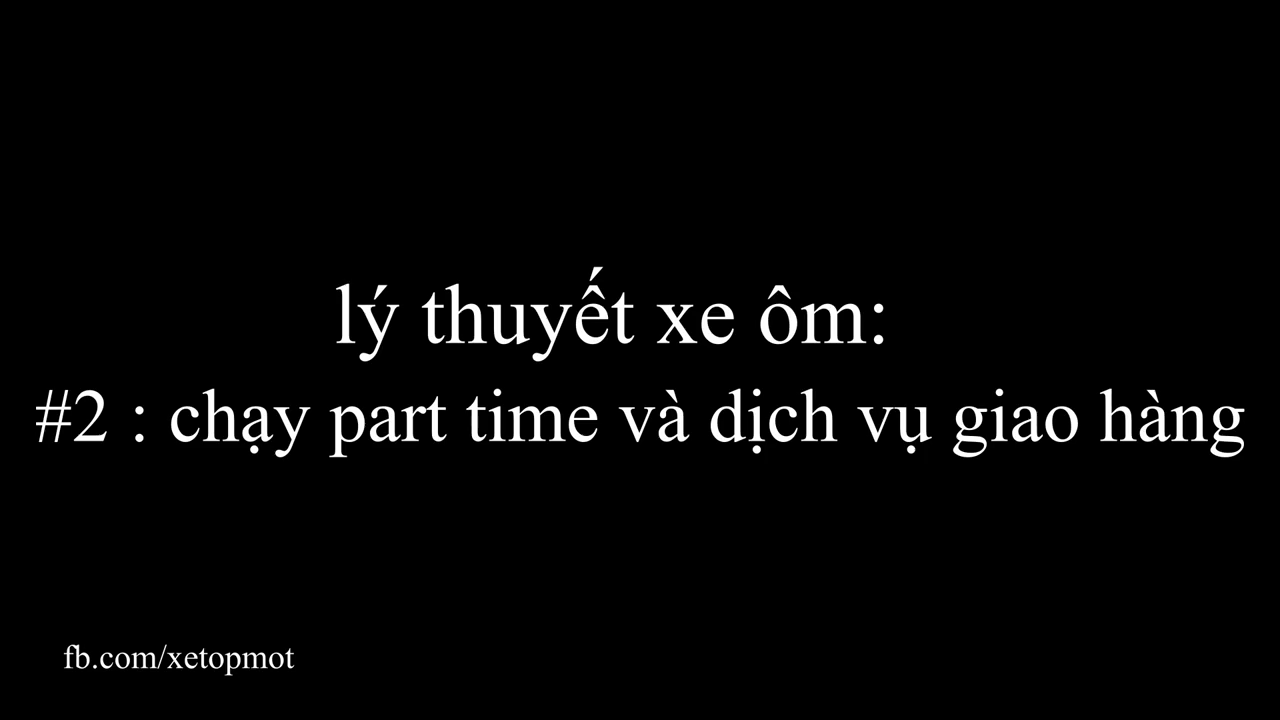 lý thuyết xe ôm:
#2 : chạy part time và dịch vụ giao hàng
fb.com/xetopmot